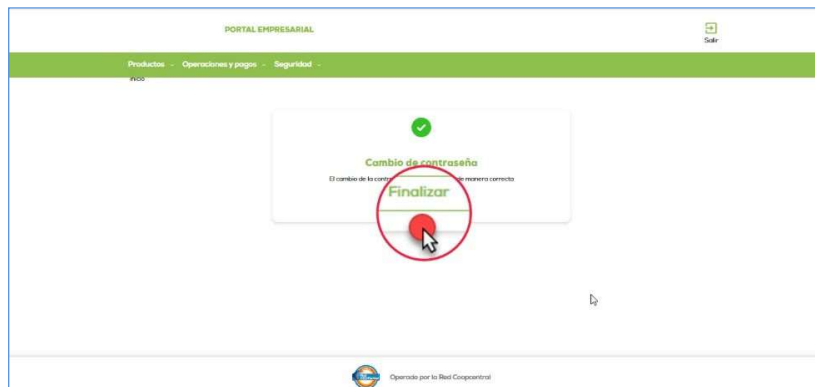 PORTAL EMPRESARIAL
Salir
Productos - Operaciones y pagos - Seguridad -
Inicio
Cambio de contraseña
El cambio de la de manera correcta
Finalizar
Operado por la Red Coopcentral